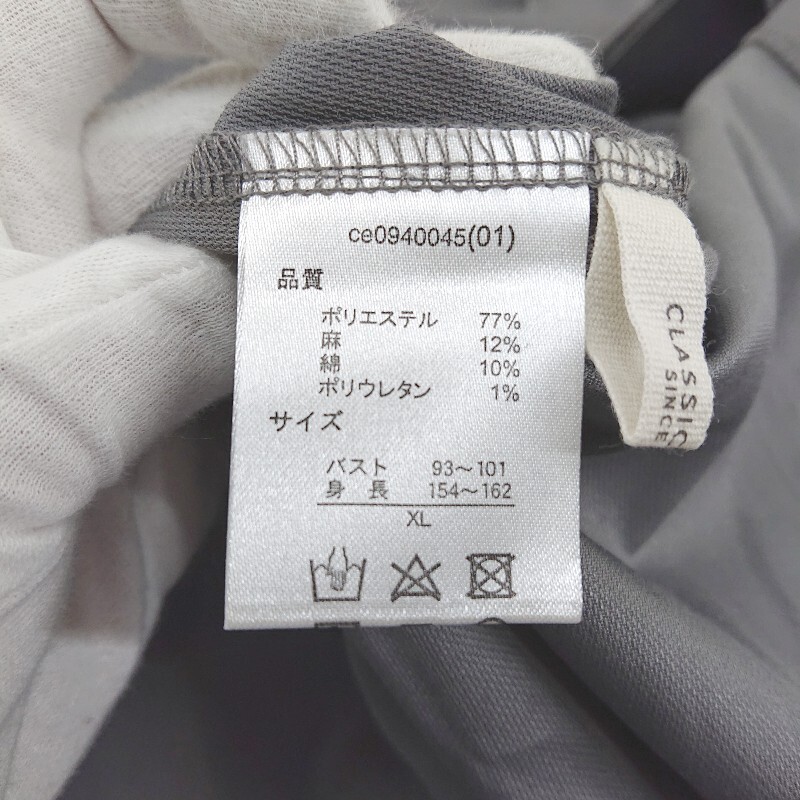 ce0940045(01)
品質
ポリエステル 77%
麻 12%
綿 10%
ポリウレタン 1%
サイズ
バスト 93～101
身 長 154～162
XL
CLASSIC
SINCE